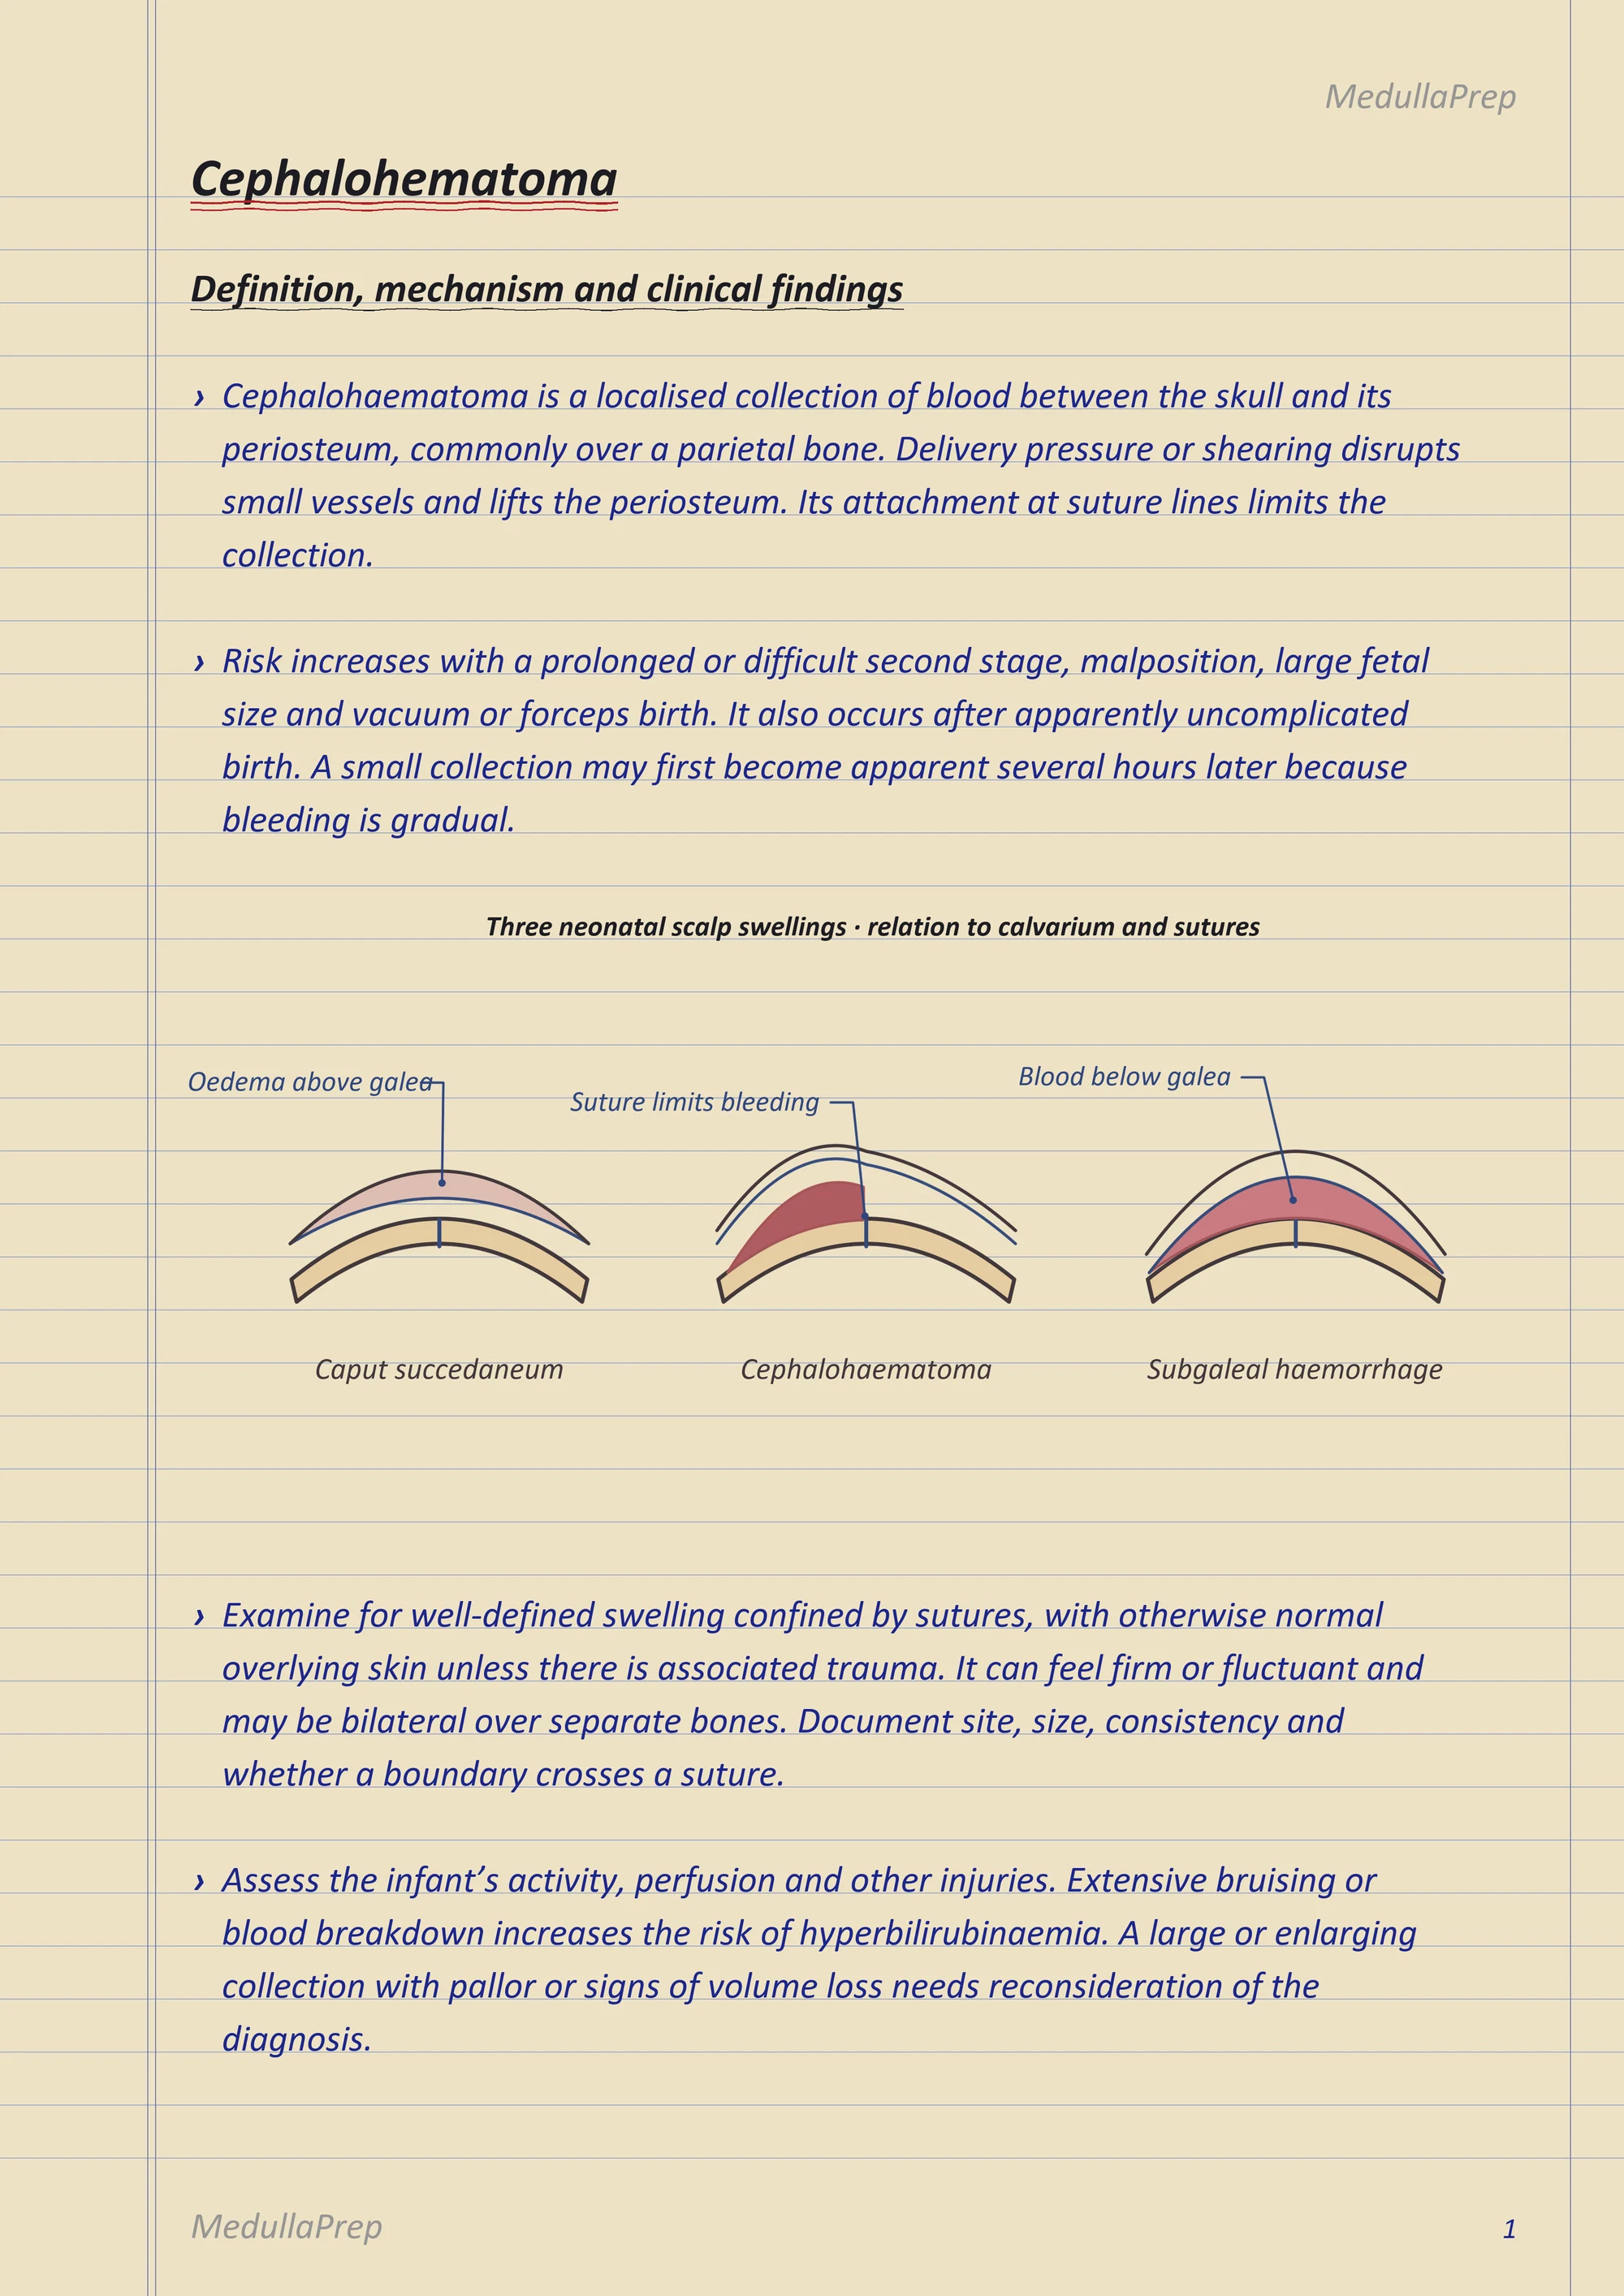 MedullaPrep
Cephalohematoma
Definition, mechanism and clinical findings
› Cephalohaematoma is a localised collection of blood between the skull and its
periosteum, commonly over a parietal bone. Delivery pressure or shearing disrupts
small vessels and lifts the periosteum. Its attachment at suture lines limits the
collection.
› Risk increases with a prolonged or difficult second stage, malposition, large fetal
size and vacuum or forceps birth. It also occurs after apparently uncomplicated
birth. A small collection may first become apparent several hours later because
bleeding is gradual.
Three neonatal scalp swellings · relation to calvarium and sutures
Oedema above galea
Suture limits bleeding
Blood below galea
Caput succedaneum
Cephalohaematoma
Subgaleal haemorrhage
› Examine for well-defined swelling confined by sutures, with otherwise normal
overlying skin unless there is associated trauma. It can feel firm or fluctuant and
may be bilateral over separate bones. Document site, size, consistency and
whether a boundary crosses a suture.
› Assess the infant’s activity, perfusion and other injuries. Extensive bruising or
blood breakdown increases the risk of hyperbilirubinaemia. A large or enlarging
collection with pallor or signs of volume loss needs reconsideration of the
diagnosis.
MedullaPrep
1